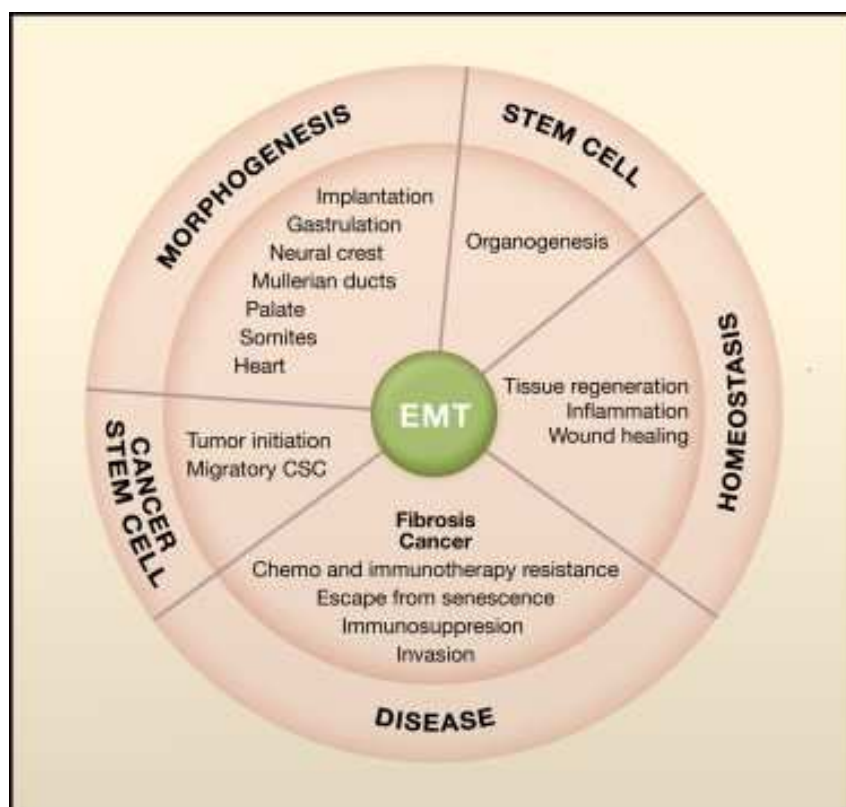 MORPHOGENESIS
Implantation
Gastrulation
Neural crest
Mullerian ducts
Palate
Somites
Heart
STEM CELL
Organogenesis
HOMEOSTASIS
Tissue regeneration
Inflammation
Wound healing
EMT
CANCER
STEM CELL
Tumor initiation
Migratory CSC
Fibrosis
Cancer
Chemo and immunotherapy resistance
Escape from senescence
Immunosuppresion
Invasion
DISEASE